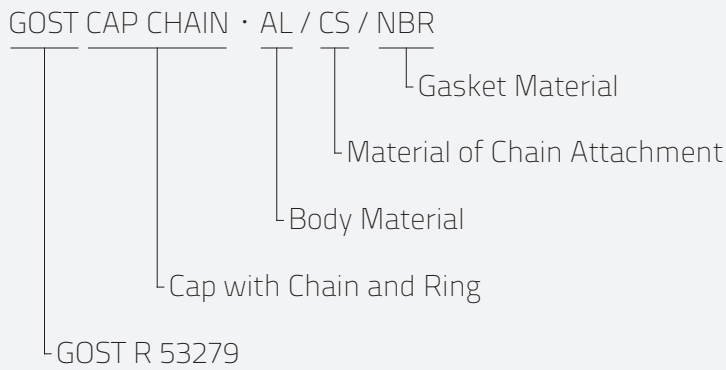 GOST CAP CHAIN · AL / CS / NBR
Gasket Material
Material of Chain Attachment
Body Material
Cap with Chain and Ring
GOST R 53279